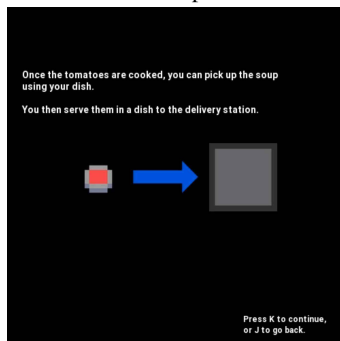 Once the tomatoes are cooked, you can pick up the soup
using your dish.
You then serve them in a dish to the delivery station.
Press K to continue,
or J to go back.